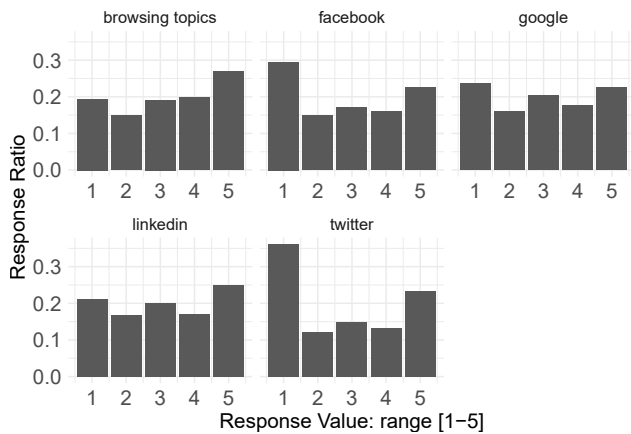 browsing topics facebook google
0.3
0.2
0.1
0.0
1 2 3 4 5 1 2 3 4 5 1 2 3 4 5
Response Ratio
linkedin twitter
0.3
0.2
0.1
0.0
1 2 3 4 5 1 2 3 4 5
Response Value: range [1−5]